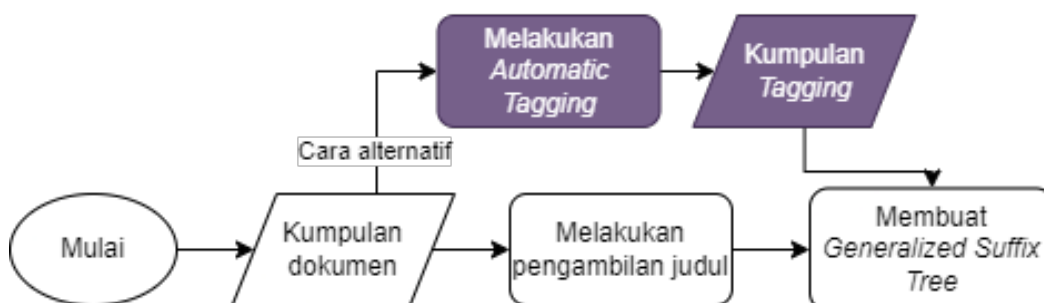 Melakukan
Automatic
Tagging
Kumpulan
Tagging
Cara alternatif
Mulai
Kumpulan
dokumen
Melakukan
pengambilan judul
Membuat
Generalized Suffix
Tree